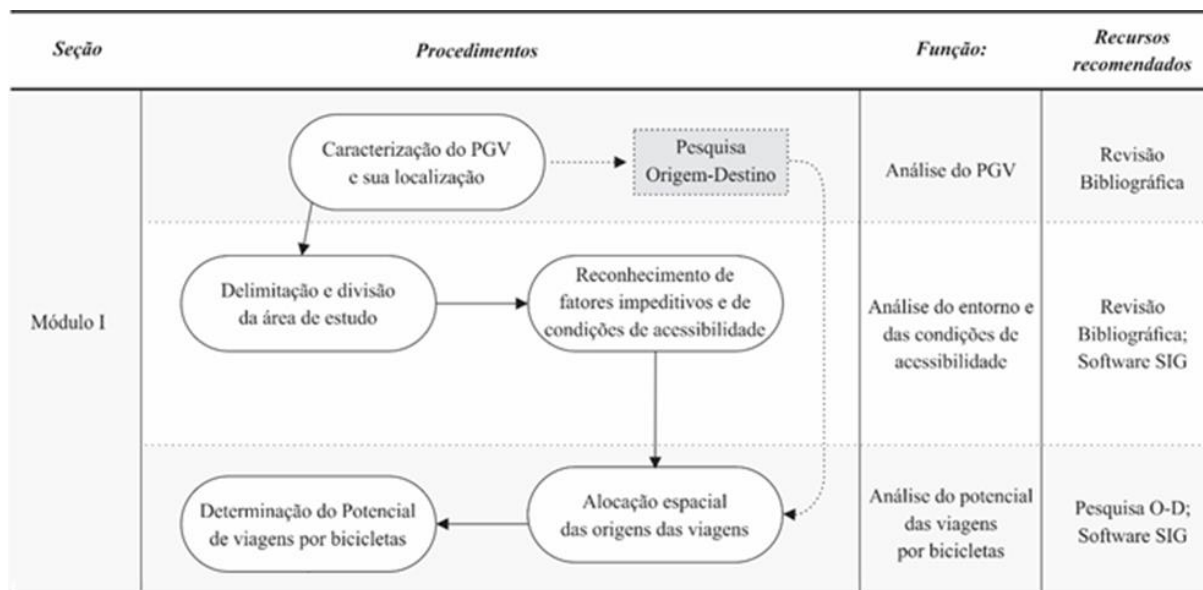 Seção
Procedimentos
Função:
Recursos
recomendados
Módulo I
Caracterização do PGV
e sua localização
Pesquisa
Origem-Destino
Análise do PGV
Revisão
Bibliográfica
Delimitação e divisão
da área de estudo
Reconhecimento de
fatores impeditivos e de
condições de acessibilidade
Análise do entorno e
das condições de
acessibilidade
Revisão
Bibliográfica;
Software SIG
Determinação do Potencial
de viagens por bicicletas
Alocação espacial
das origens das viagens
Análise do potencial
das viagens
por bicicletas
Pesquisa O-D;
Software SIG